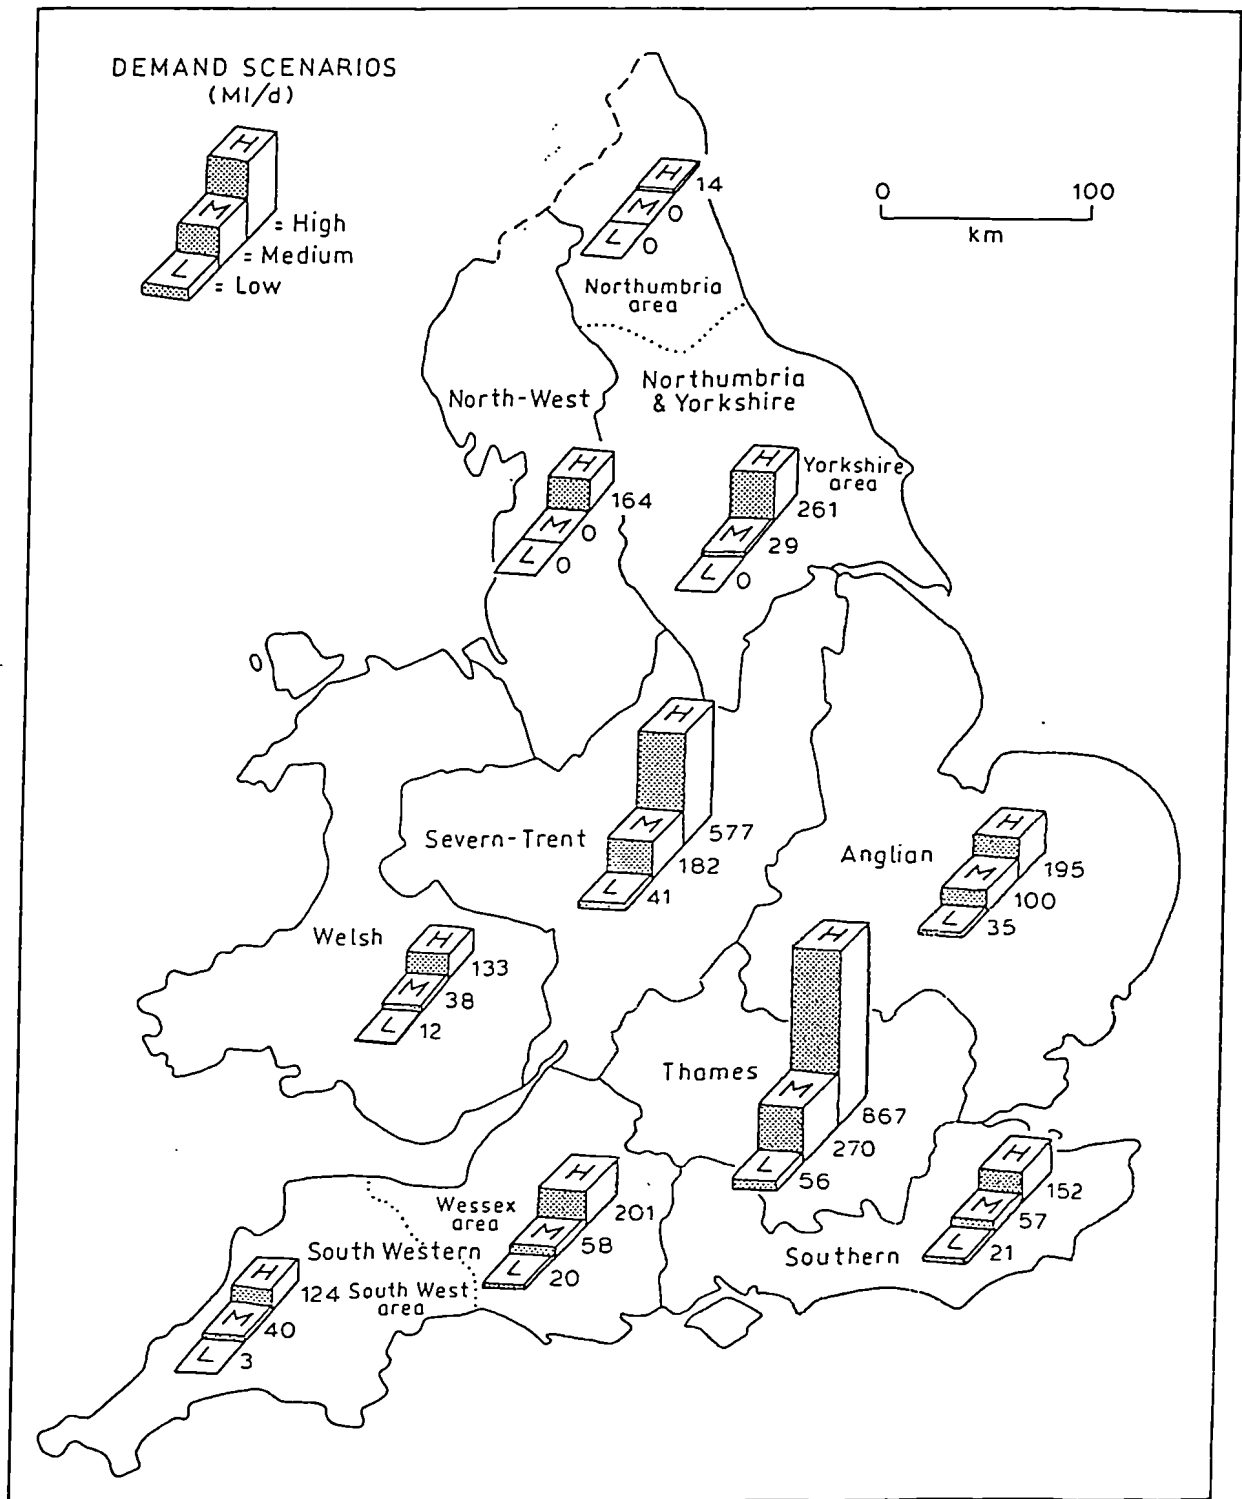 DEMAND SCENARIOS
(Ml/d)
H
M
L
= High
= Medium
= Low
0 100
km
H 14
M 0
L 0
Northumbria
area
North-West
Northumbria
& Yorkshire
H 164
M 0
L 0
Yorkshire
area
H 261
M 29
L 0
Severn-Trent
H 577
M 182
L 41
Anglian
H 195
M 100
L 35
Welsh
H 133
M 38
L 12
Thames
H 867
M 270
L 56
Wessex
area
H 201
M 58
L 20
South Western
South West
area
H 124
M 40
L 3
Southern
H 152
M 57
L 21